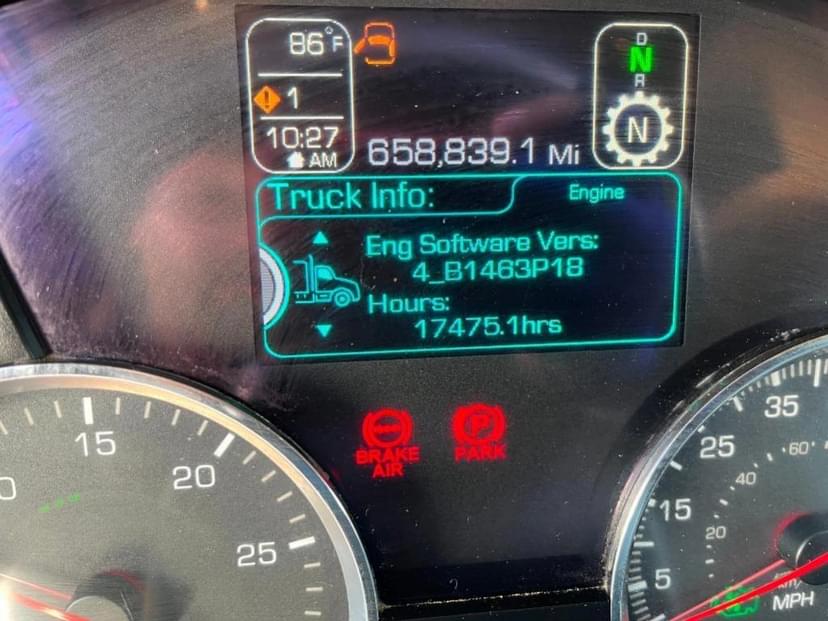 86°F
1
10:27
AM
658,839.1 Mi
D
N
R
N
Truck Info:
Engine
Eng Software Vers:
4_B1463P18
Hours:
17475.1hrs
BRAKE
AIR
P
PARK
15
20
25
5
15
25
35
20
40
60
km/
MPH